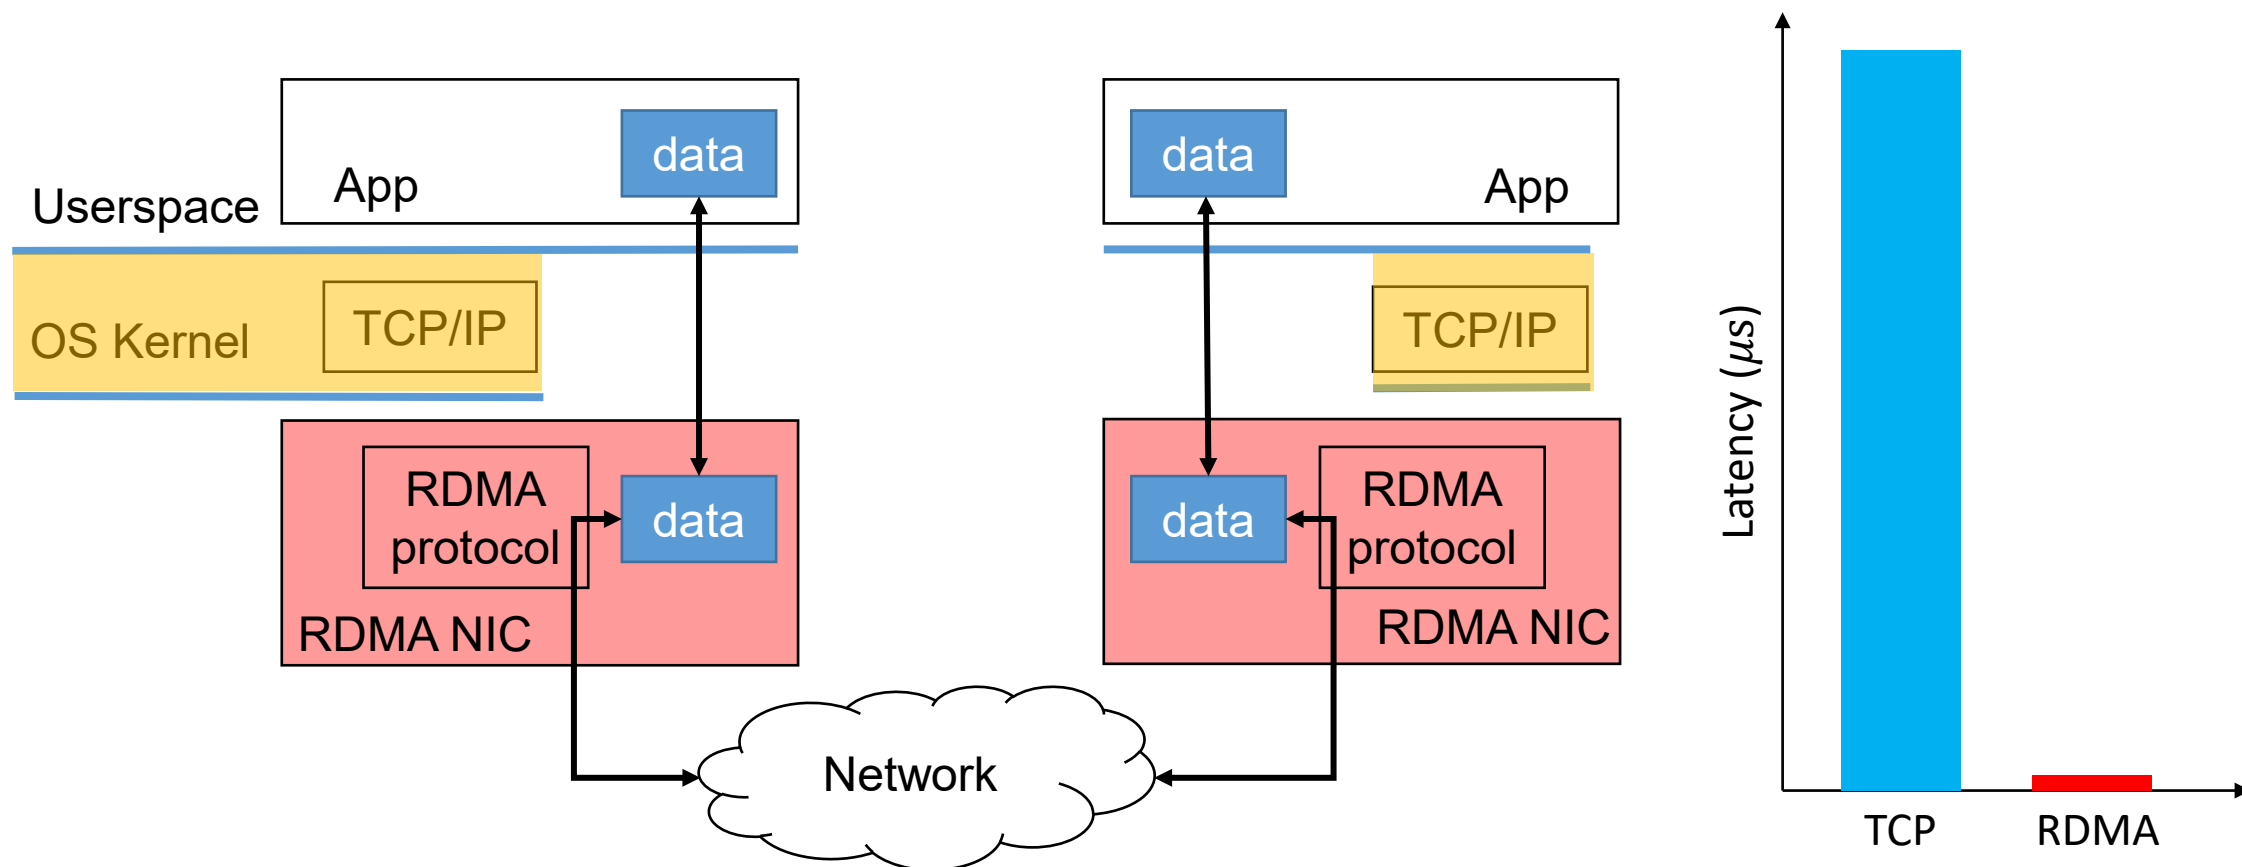 data
App
Userspace
OS Kernel
TCP/IP
RDMA
protocol
data
RDMA NIC
data
App
TCP/IP
data
RDMA
protocol
RDMA NIC
Network
Latency (μs)
TCP
RDMA